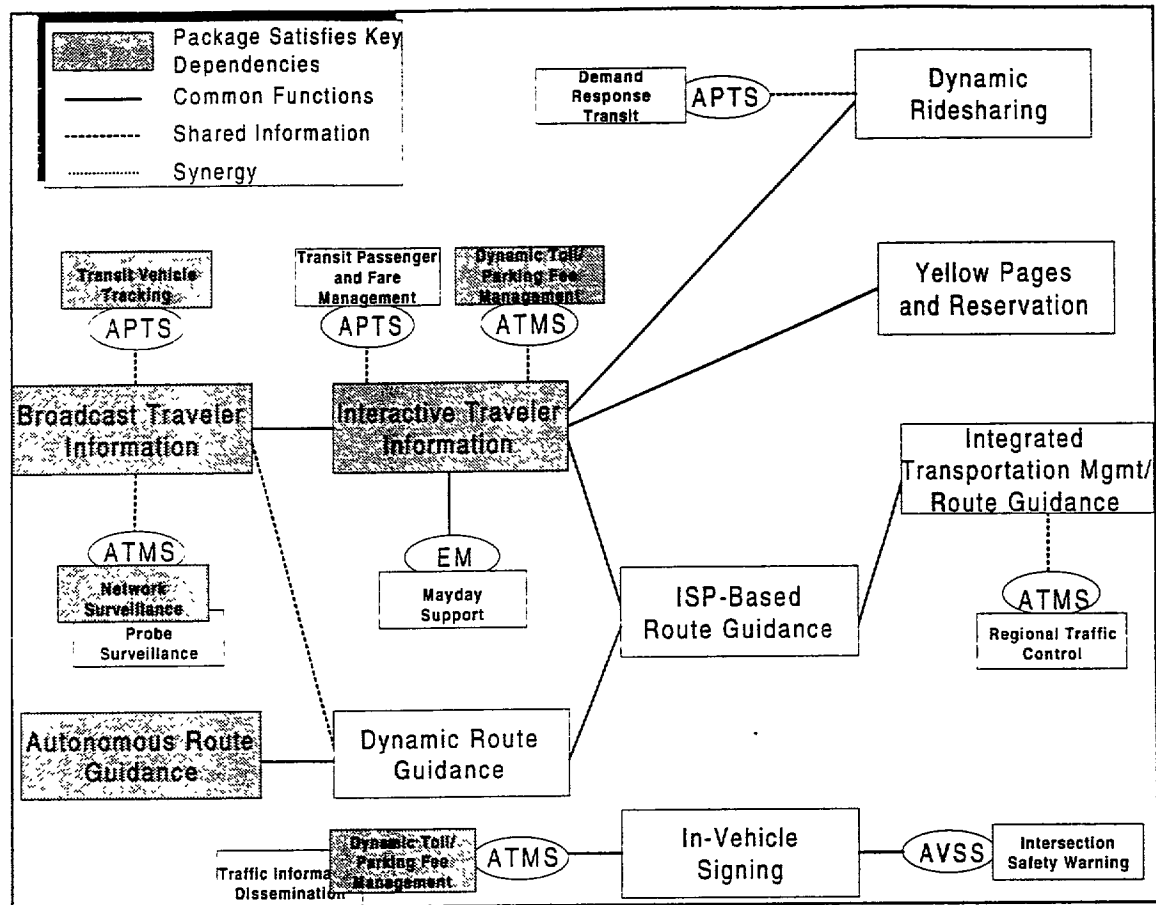 Package Satisfies Key
Dependencies
Common Functions
Shared Information
Synergy
Demand
Response
Transit
APTS
Dynamic
Ridesharing
Transit Vehicle
Tracking
APTS
Transit Passenger
and Fare
Management
APTS
Dynamic Toll/
Parking Fee
Management
ATMS
Yellow Pages
and Reservation
Broadcast Traveler
Information
Interactive Traveler
Information
Integrated
Transportation Mgmt/
Route Guidance
ATMS
Network
Surveillance
Probe
Surveillance
EM
Mayday
Support
ISP-Based
Route Guidance
ATMS
Regional Traffic
Control
Autonomous Route
Guidance
Dynamic Route
Guidance
Traffic Informa
Dissemination
Dynamic Toll/
Parking Fee
Management
ATMS
In-Vehicle
Signing
AVSS
Intersection
Safety Warning